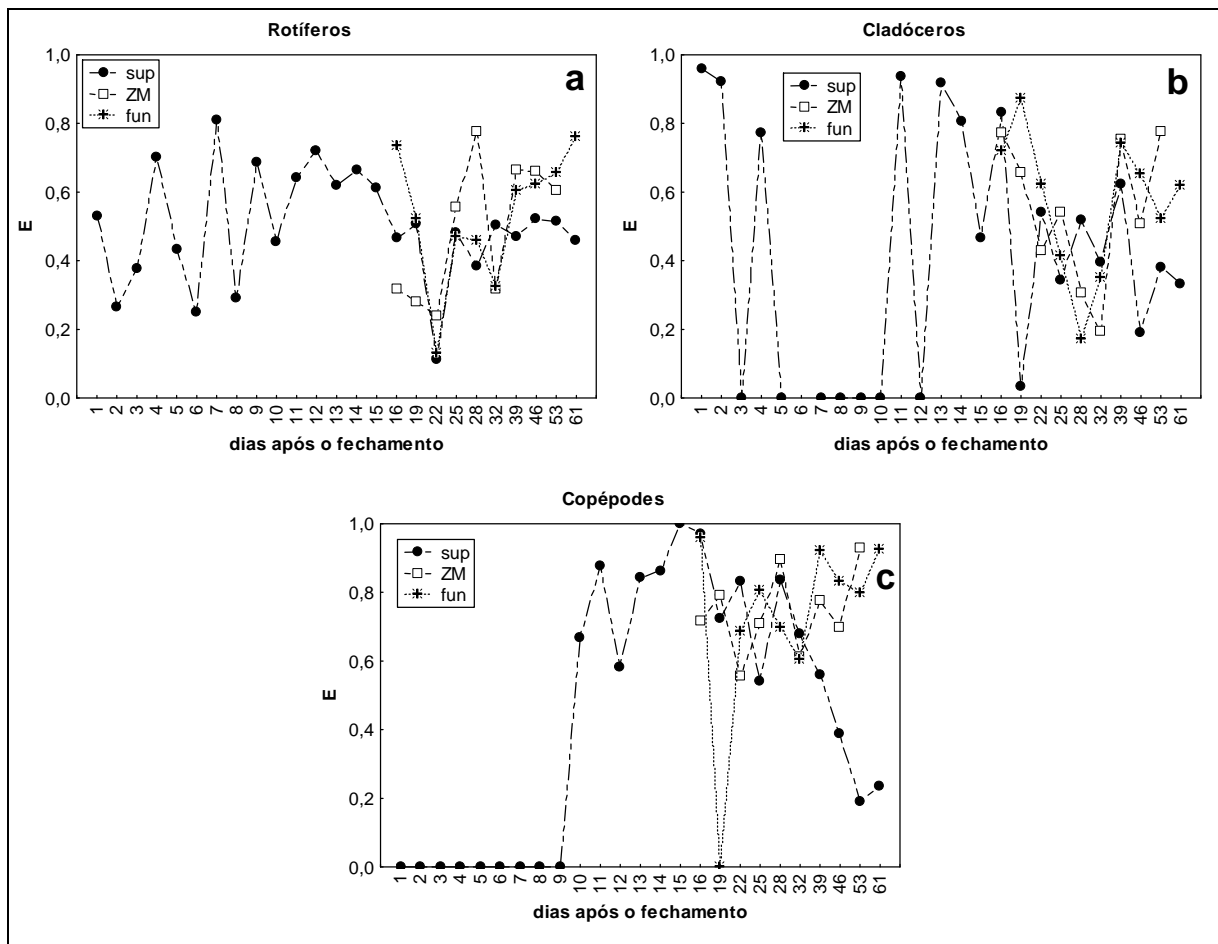 Rotíferos
a
sup
ZM
fun
1,0
0,8
0,6
0,4
0,2
0,0
E
1 2 3 4 5 6 7 8 9 10 11 12 13 14 15 16 19 22 25 28 32 39 46 53 61
dias após o fechamento
Cladóceros
b
sup
ZM
fun
1,0
0,8
0,6
0,4
0,2
0,0
E
1 2 3 4 5 6 7 8 9 10 11 12 13 14 15 16 19 22 25 28 32 39 46 53 61
dias após o fechamento
Copépodes
c
sup
ZM
fun
1,0
0,8
0,6
0,4
0,2
0,0
E
1 2 3 4 5 6 7 8 9 10 11 12 13 14 15 16 19 22 25 28 32 39 46 53 61
dias após o fechamento